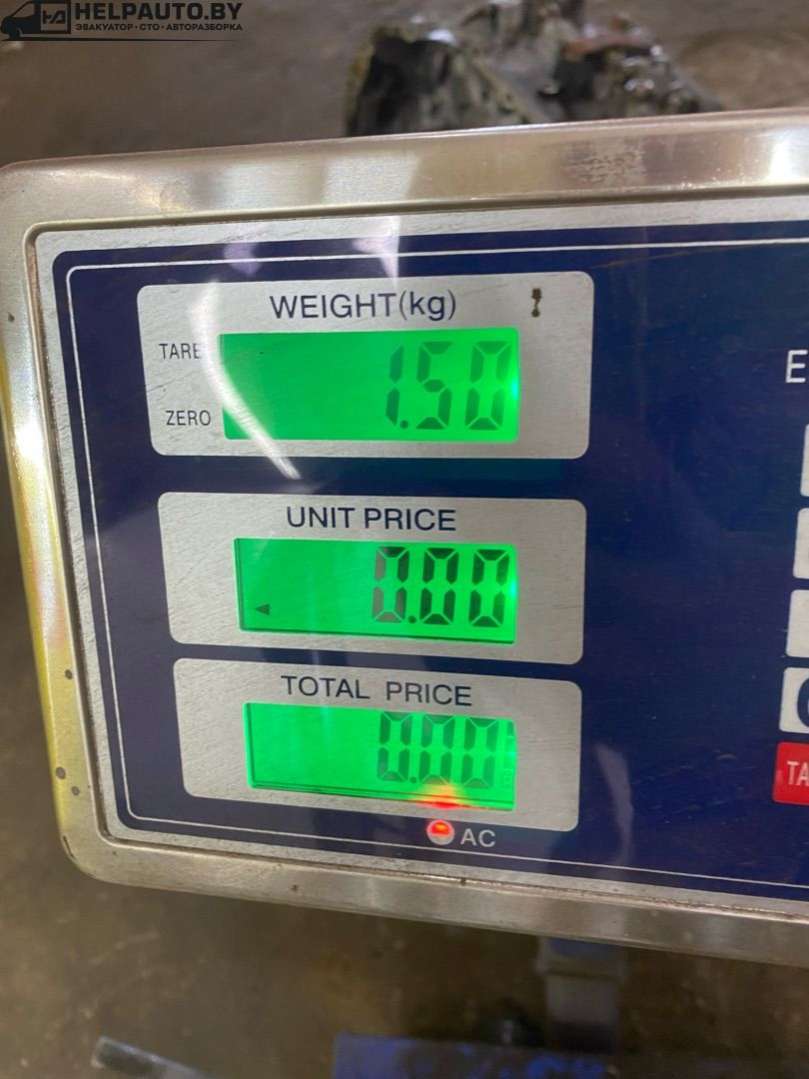 HELPAUTO.BY
ЭВАКУАТОР • СТО • АВТОРАЗБОРКА
WEIGHT(kg)
TARE
1.50
ZERO
UNIT PRICE
0.00
TOTAL PRICE
0.00
AC
E
TA